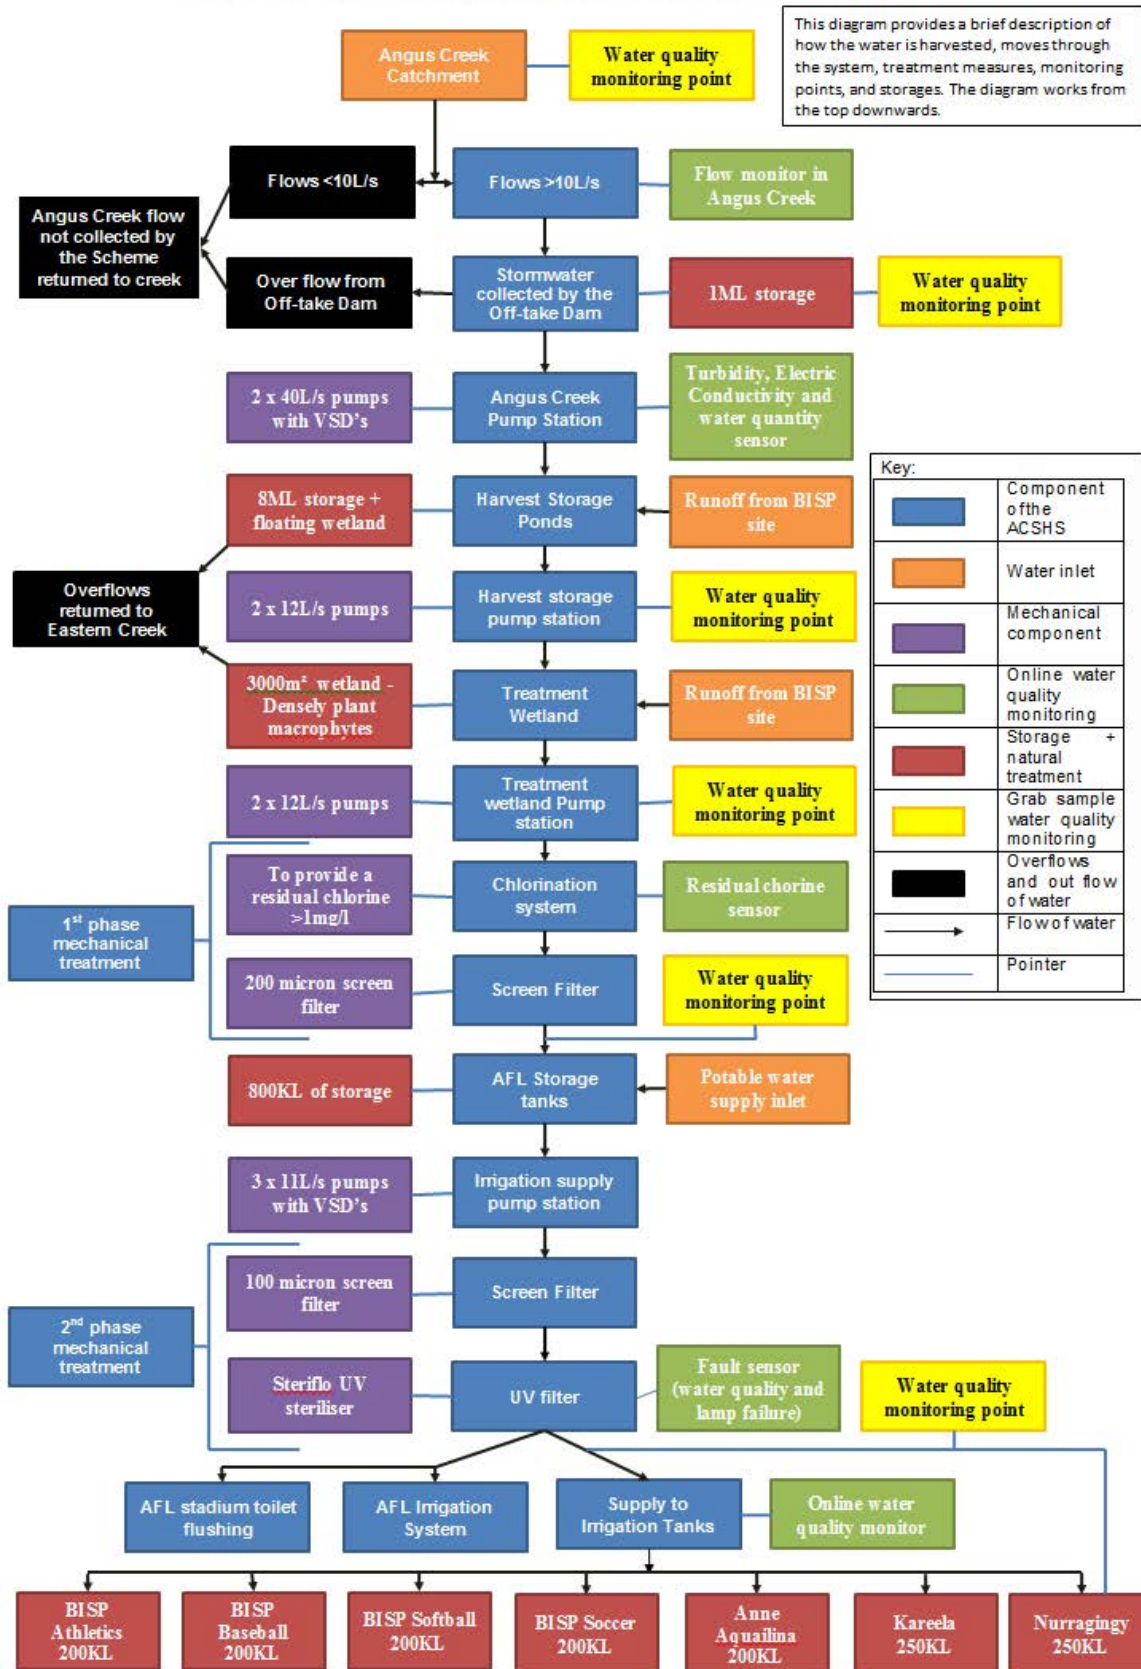 This diagram provides a brief description of
how the water is harvested, moves through
the system, treatment measures, monitoring
points, and storages. The diagram works from
the top downwards.
Angus Creek
Catchment
Water quality
monitoring point
Flows <10L/s
Flows >10L/s
Flow monitor in
Angus Creek
Angus Creek flow
not collected by
the Scheme
returned to creek
Over flow from
Off-take Dam
Stormwater
collected by the
Off-take Dam
1ML storage
Water quality
monitoring point
2 x 40L/s pumps
with VSD's
Angus Creek
Pump Station
Turbidity, Electric
Conductivity and
water quantity
sensor
8ML storage +
floating wetland
Harvest Storage
Ponds
Runoff from BISP
site
Overflows
returned to
Eastern Creek
2 x 12L/s pumps
Harvest storage
pump station
Water quality
monitoring point
3000m² wetland -
Densely plant
macrophytes
Treatment
Wetland
Runoff from BISP
site
2 x 12L/s pumps
Treatment
wetland Pump
station
Water quality
monitoring point
1st phase
mechanical
treatment
To provide a
residual chlorine
>1mg/l
Chlorination
system
Residual chorine
sensor
200 micron screen
filter
Screen Filter
Water quality
monitoring point
800KL of storage
AFL Storage
tanks
Potable water
supply inlet
3 x 11L/s pumps
with VSD's
Irrigation supply
pump station
2nd phase
mechanical
treatment
100 micron screen
filter
Screen Filter
Steriflo UV
steriliser
UV filter
Fault sensor
(water quality and
lamp failure)
Water quality
monitoring point
AFL stadium toilet
flushing
AFL Irrigation
System
Supply to
Irrigation Tanks
Online water
quality monitor
BISP
Athletics
200KL
BISP
Baseball
200KL
BISP Softball
200KL
BISP Soccer
200KL
Anne
Aquailina
200KL
Kareela
250KL
Nurragingy
250KL
Key:
Component
ofthe
ACSHS
Water inlet
Mechanical
component
Online water
quality
monitoring
Storage +
natural
treatment
Grab sample
water quality
monitoring
Overflows
and out flow
of water
Flow of water
Pointer